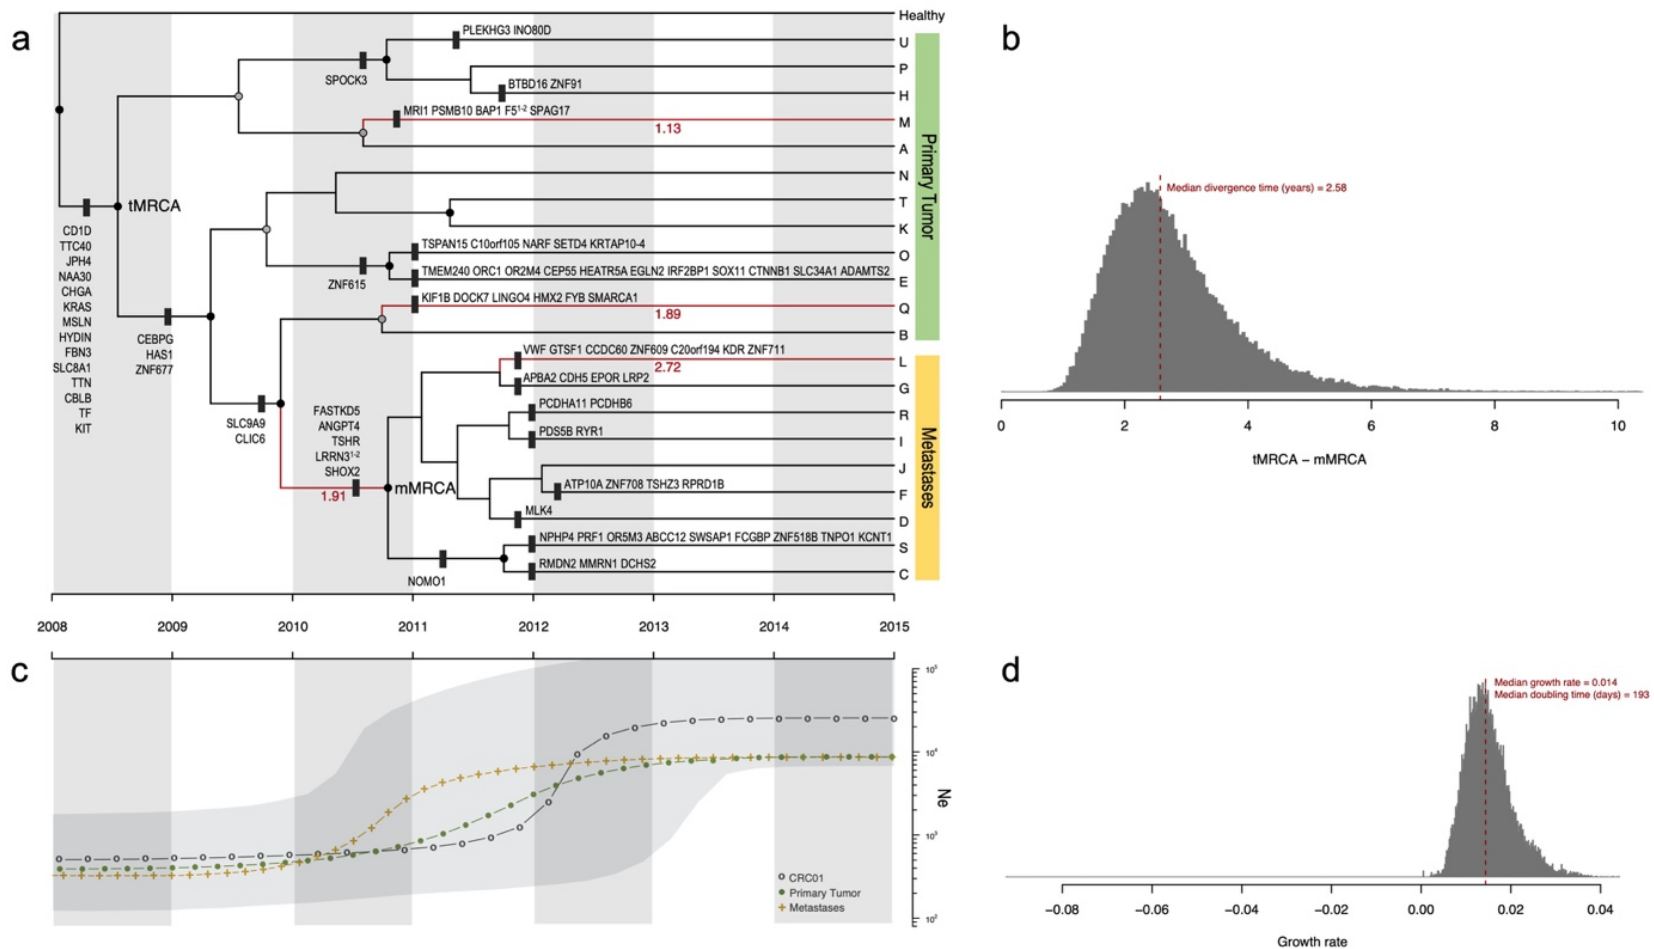 a
Healthy
PLEKHG3 INO80D
U
SPOCK3
P
BTBD16 ZNF91
H
MRI1 PSMB10 BAP1 F5¹⁻² SPAG17
1.13
M
A
N
tMRCA
T
K
CD1D
TTC40
JPH4
NAA30
CHGA
KRAS
MSLN
HYDIN
FBN3
SLC8A1
TTN
CBLB
TF
KIT
TSPAN15 C10orf105 NARF SETD4 KRTAP10-4
O
ZNF615
TMEM240 ORC1 OR2M4 CEP55 HEATR5A EGLN2 IRF2BP1 SOX11 CTNNB1 SLC34A1 ADAMTS2
E
KIF1B DOCK7 LINGO4 HMX2 FYB SMARCA1
1.89
Q
CEBPG
HAS1
ZNF677
B
VWF GTSF1 CCDC60 ZNF609 C20orf194 KDR ZNF711
2.72
L
APBA2 CDH5 EPOR LRP2
G
SLC9A9
CLIC6
FASTKD5
ANGPT4
TSHR
LRRN3¹⁻²
SHOX2
1.91
mMRCA
PCDHA11 PCDHB6
R
PDS5B RYR1
I
J
ATP10A ZNF708 TSHZ3 RPRD1B
F
MLK4
D
NPHP4 PRF1 OR5M3 ABCC12 SWSAP1 FCGBP ZNF518B TNPO1 KCNT1
S
NOMO1
RMDN2 MMRN1 DCHS2
C
Primary Tumor
Metastases
2008 2009 2010 2011 2012 2013 2014 2015
b
Median divergence time (years) = 2.58
0 2 4 6 8 10
tMRCA – mMRCA
c
10⁵
10⁴
10³
10²
Ne
CRC01
Primary Tumor
Metastases
d
Median growth rate = 0.014
Median doubling time (days) = 193
−0.08 −0.06 −0.04 −0.02 0.00 0.02 0.04
Growth rate